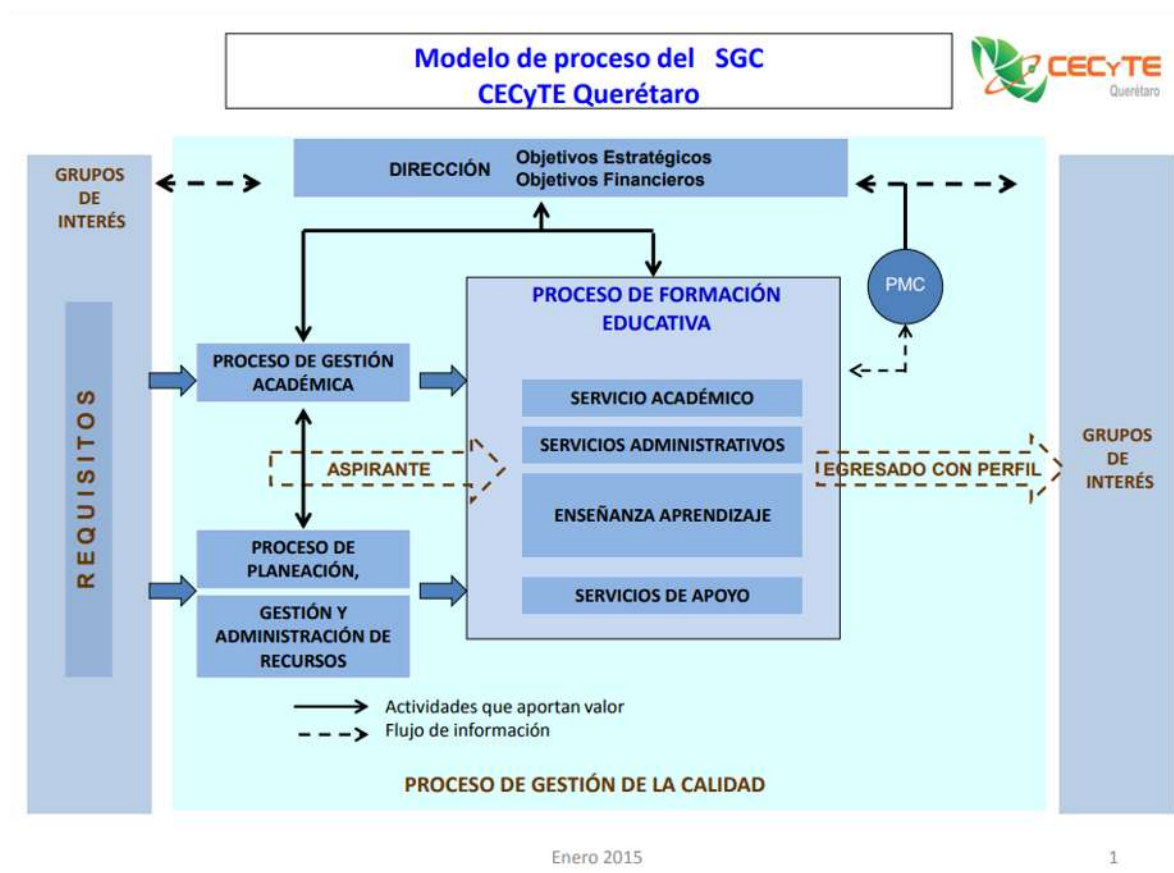 Modelo de proceso del SGC
CECyTE Querétaro
CECyTE
Querétaro
GRUPOS
DE
INTERÉS
REQUISITOS
DIRECCIÓN
Objetivos Estratégicos
Objetivos Financieros
PMC
PROCESO DE FORMACIÓN
EDUCATIVA
PROCESO DE GESTIÓN
ACADÉMICA
SERVICIO ACADÉMICO
SERVICIOS ADMINISTRATIVOS
ASPIRANTE
EGRESADO CON PERFIL
ENSEÑANZA APRENDIZAJE
PROCESO DE
PLANEACIÓN,
GESTIÓN Y
ADMINISTRACIÓN DE
RECURSOS
SERVICIOS DE APOYO
GRUPOS
DE
INTERÉS
Actividades que aportan valor
Flujo de información
PROCESO DE GESTIÓN DE LA CALIDAD
Enero 2015
1